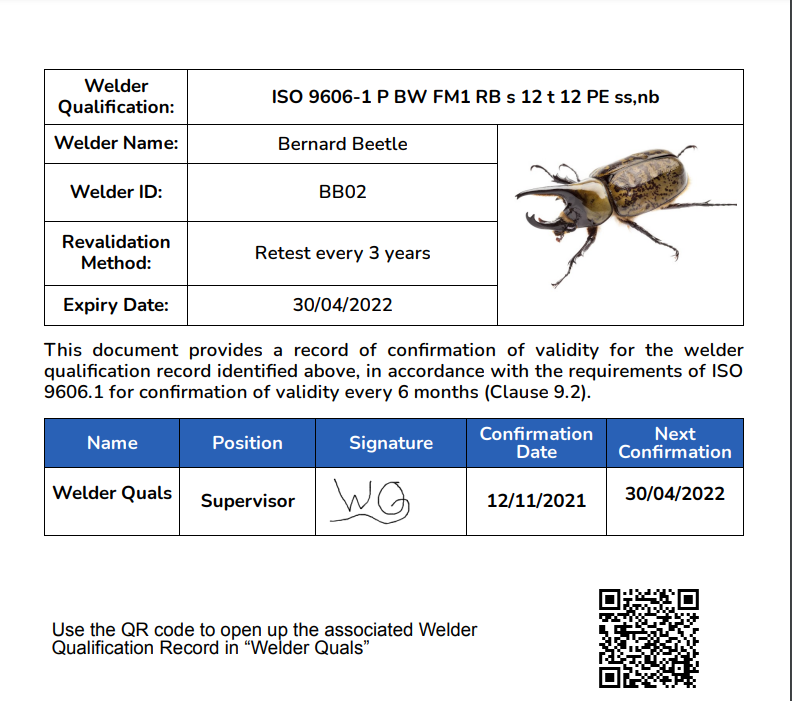 Welder
Qualification:
ISO 9606-1 P BW FM1 RB s 12 t 12 PE ss,nb
Welder Name:
Bernard Beetle
Welder ID:
BB02
Revalidation
Method:
Retest every 3 years
Expiry Date:
30/04/2022
This document provides a record of confirmation of validity for the welder
qualification record identified above, in accordance with the requirements of ISO
9606.1 for confirmation of validity every 6 months (Clause 9.2).
Name
Position
Signature
Confirmation
Date
Next
Confirmation
Welder Quals
Supervisor
WQ
12/11/2021
30/04/2022
Use the QR code to open up the associated Welder
Qualification Record in “Welder Quals”